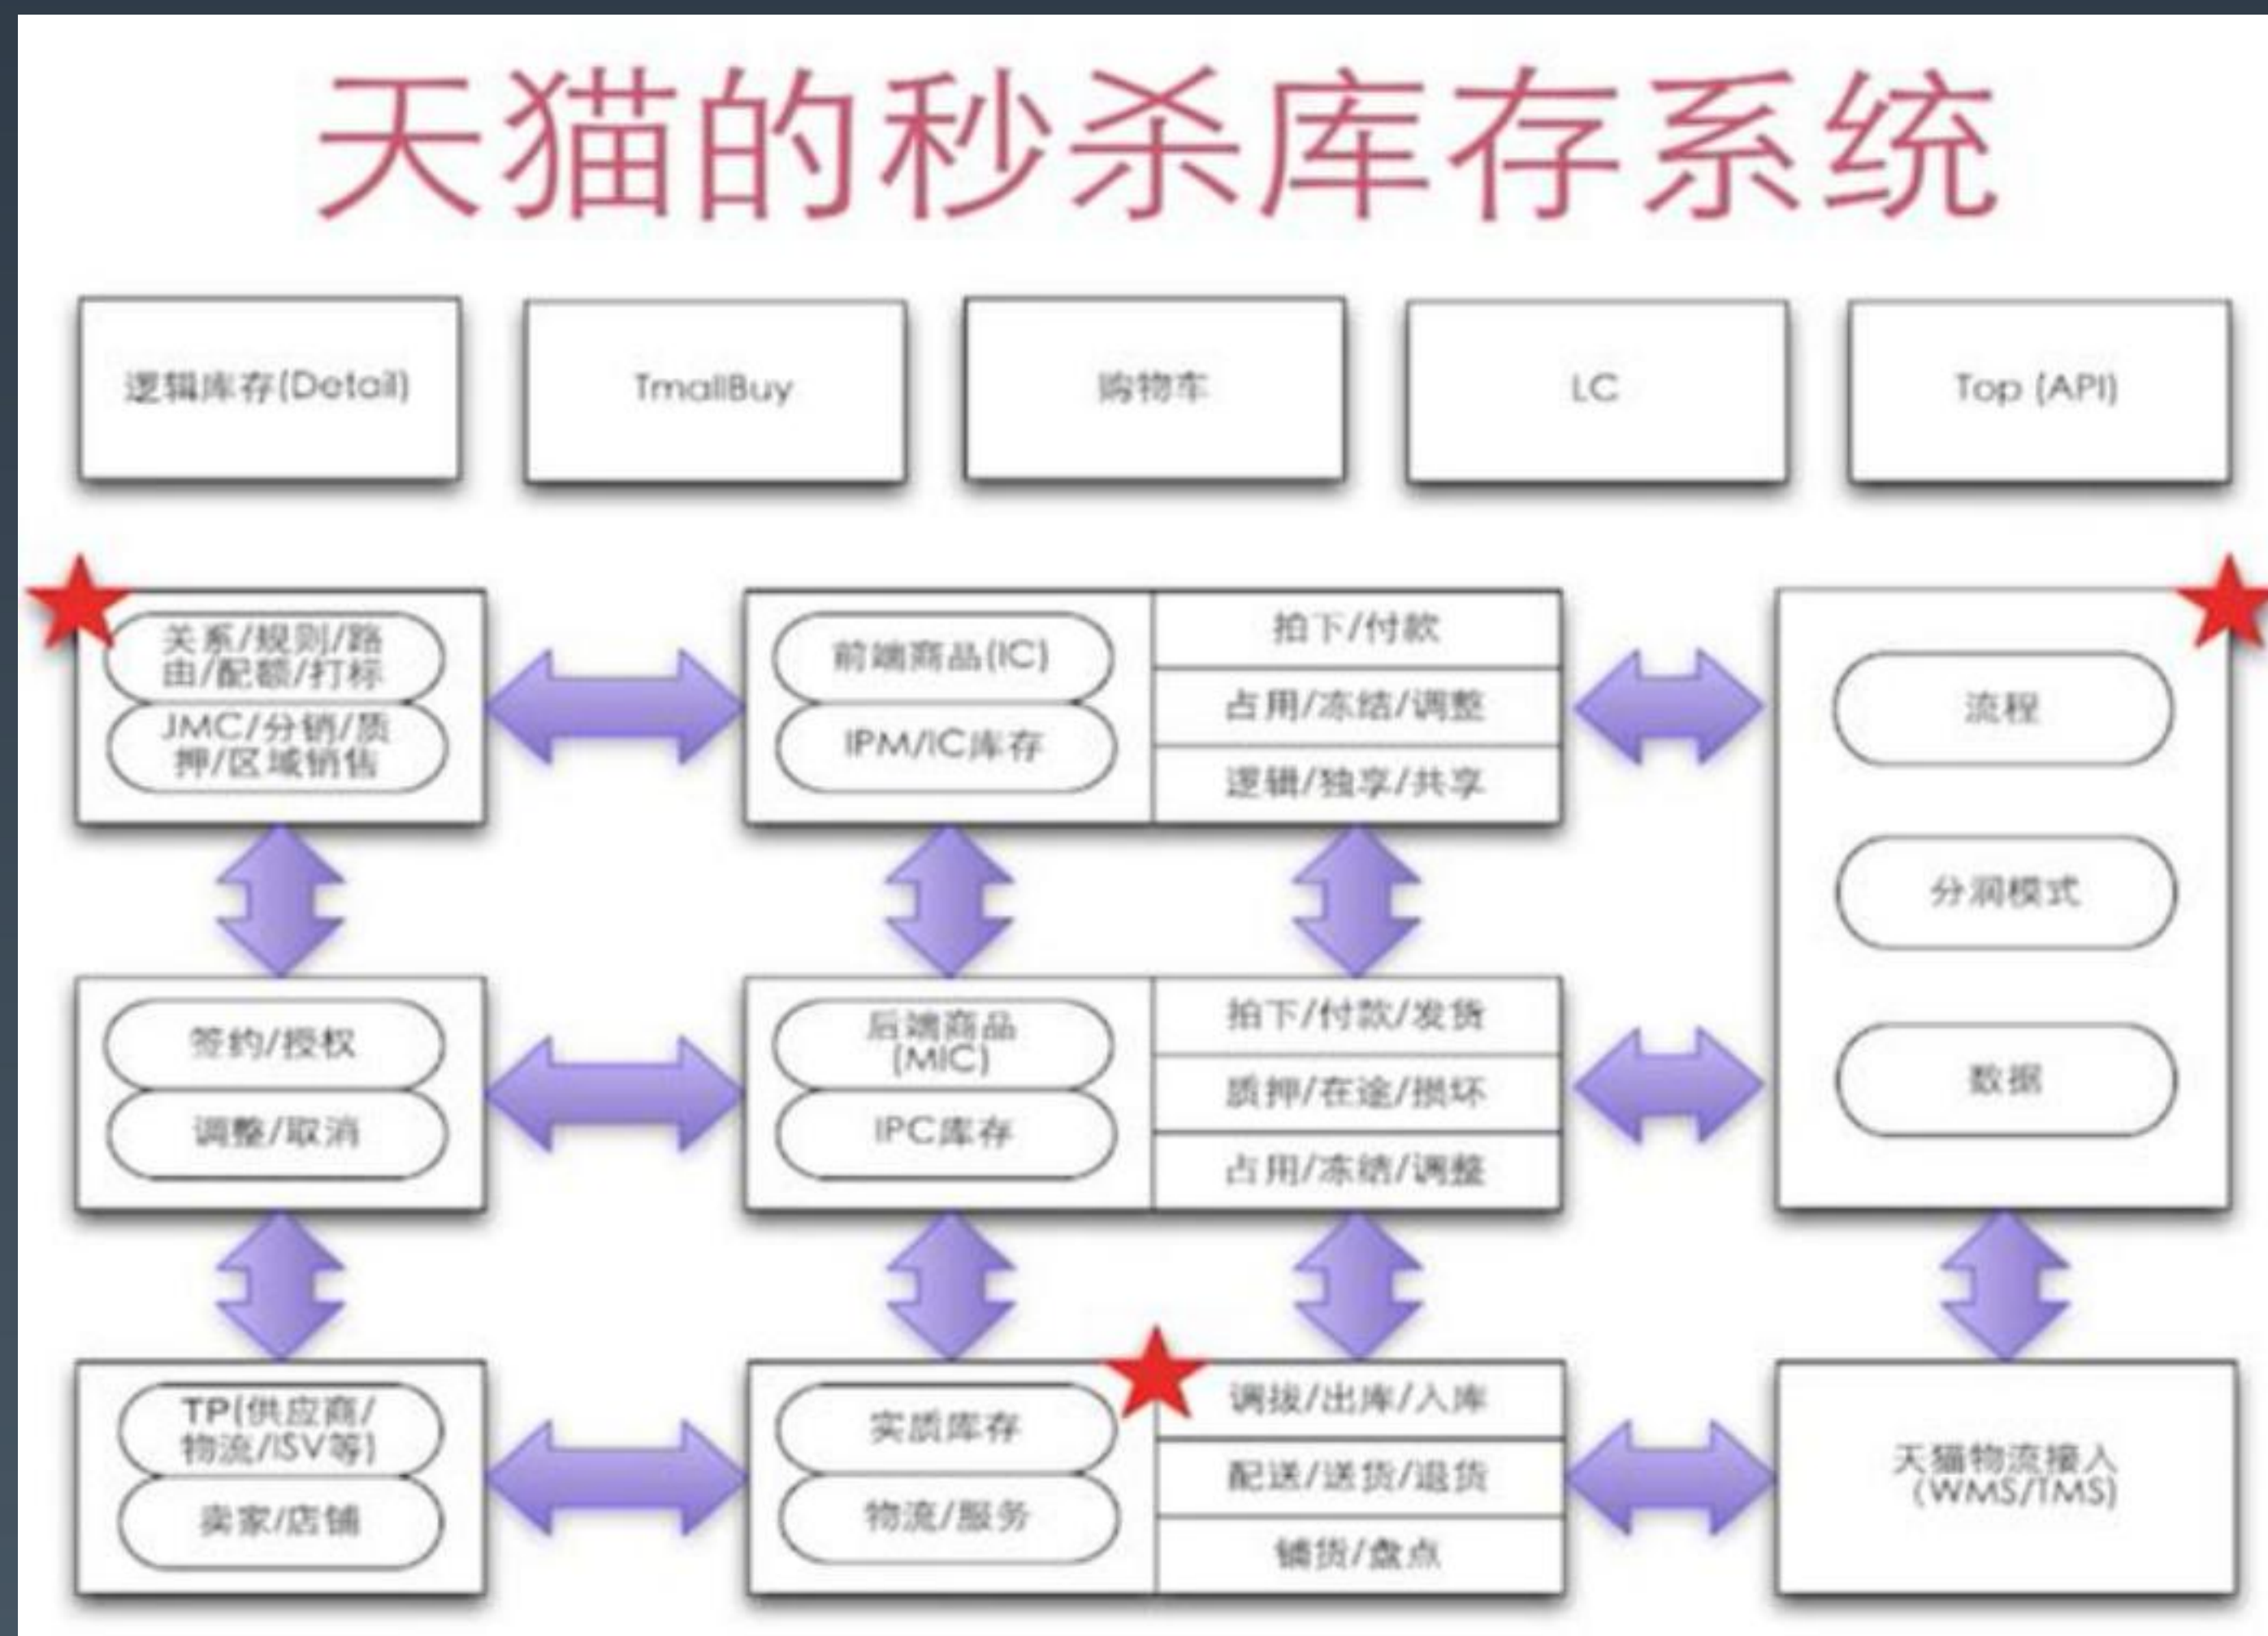 天猫的秒杀库存系统
逻辑库存(Detail)
TmallBuy
购物车
LC
Top (API)
关系/规则/路
由/配额/打标
JMC/分销/质
押/区域销售
前端商品(IC)
IPM/IC库存
拍下/付款
占用/冻结/调整
逻辑/独享/共享
流程
分润模式
数据
签约/授权
调整/取消
后端商品
(MIC)
IPC库存
拍下/付款/发货
质押/在途/损坏
占用/冻结/调整
TP(供应商/
物流/ISV等)
卖家/店铺
实质库存
物流/服务
调拔/出库/入库
配送/送货/退货
铺货/盘点
天猫物流接入
(WMS/TMS)